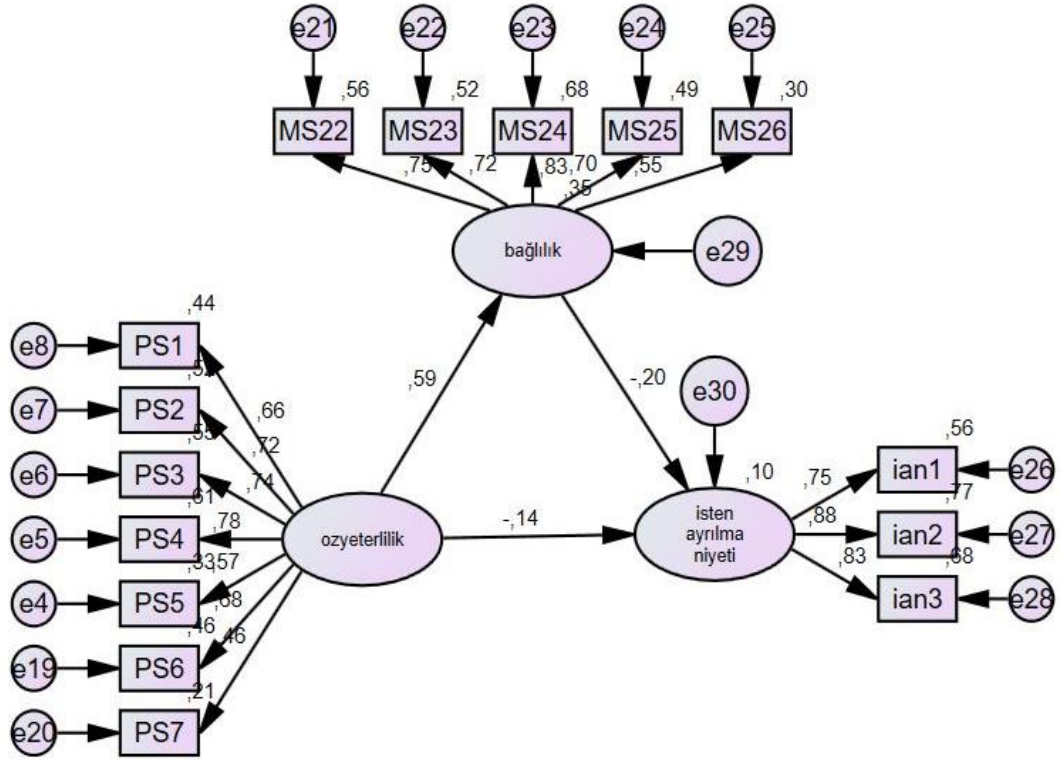 e21 e22 e23 e24 e25
,56 ,52 ,68 ,49 ,30
MS22 MS23 MS24 MS25 MS26
,75 ,72 ,83 ,70 ,55
,35
bağlılık
e29
,44
e8 PS1
e7 PS2
,55
e6 PS3
,61
e5 PS4
,33
e4 PS5
,46
e19 PS6
,21
e20 PS7
,66
,72
,74
,78
,57
,68
,46
ozyeterlilik
,59
-,20
-,14
e30
,10
isten
ayrılma
niyeti
,75
,88
,83
,56
ian1 e26
,77
ian2 e27
,68
ian3 e28